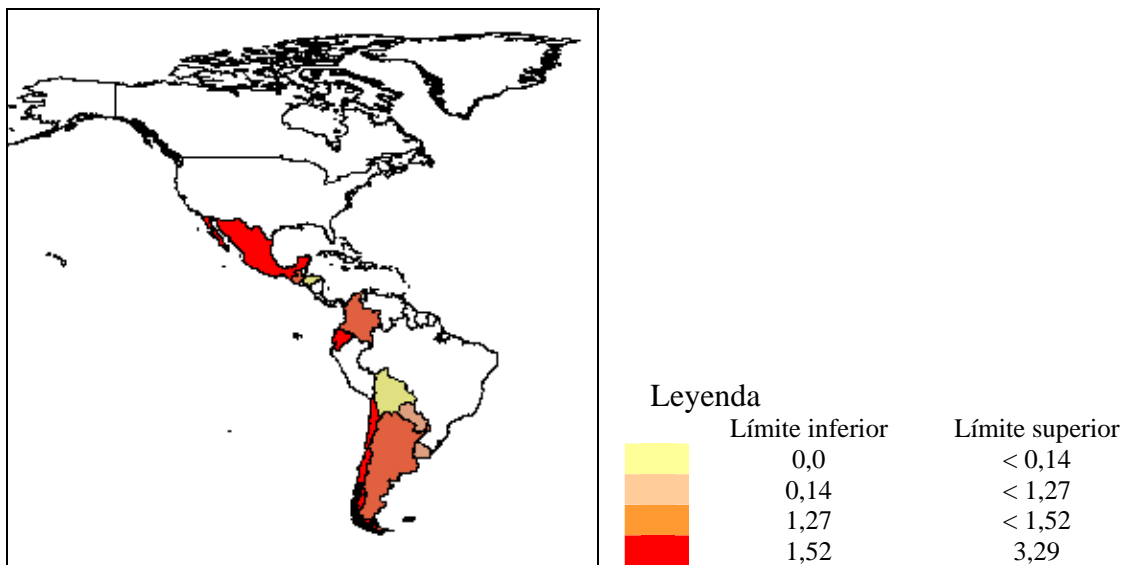 Leyenda
Límite inferior Límite superior
0,0 < 0,14
0,14 < 1,27
1,27 < 1,52
1,52 3,29